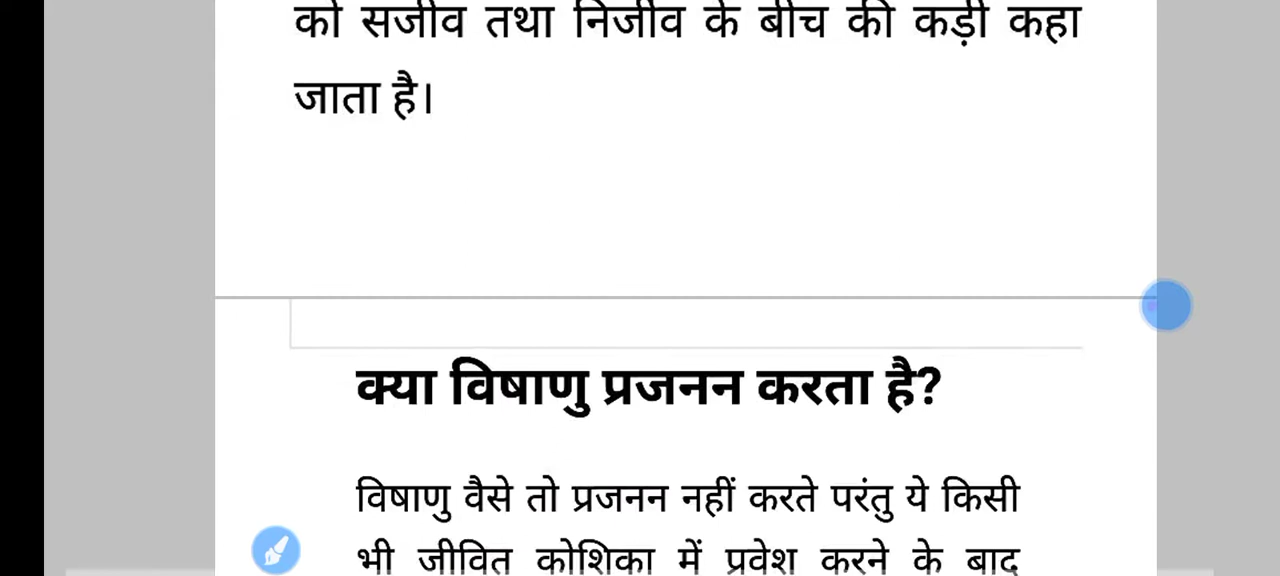 को सजीव तथा निर्जीव के बीच की कड़ी कहा
जाता है।
क्या विषाणु प्रजनन करता है?
विषाणु वैसे तो प्रजनन नहीं करते परंतु ये किसी
भी जीवित कोशिका में प्रवेश करने के बाद